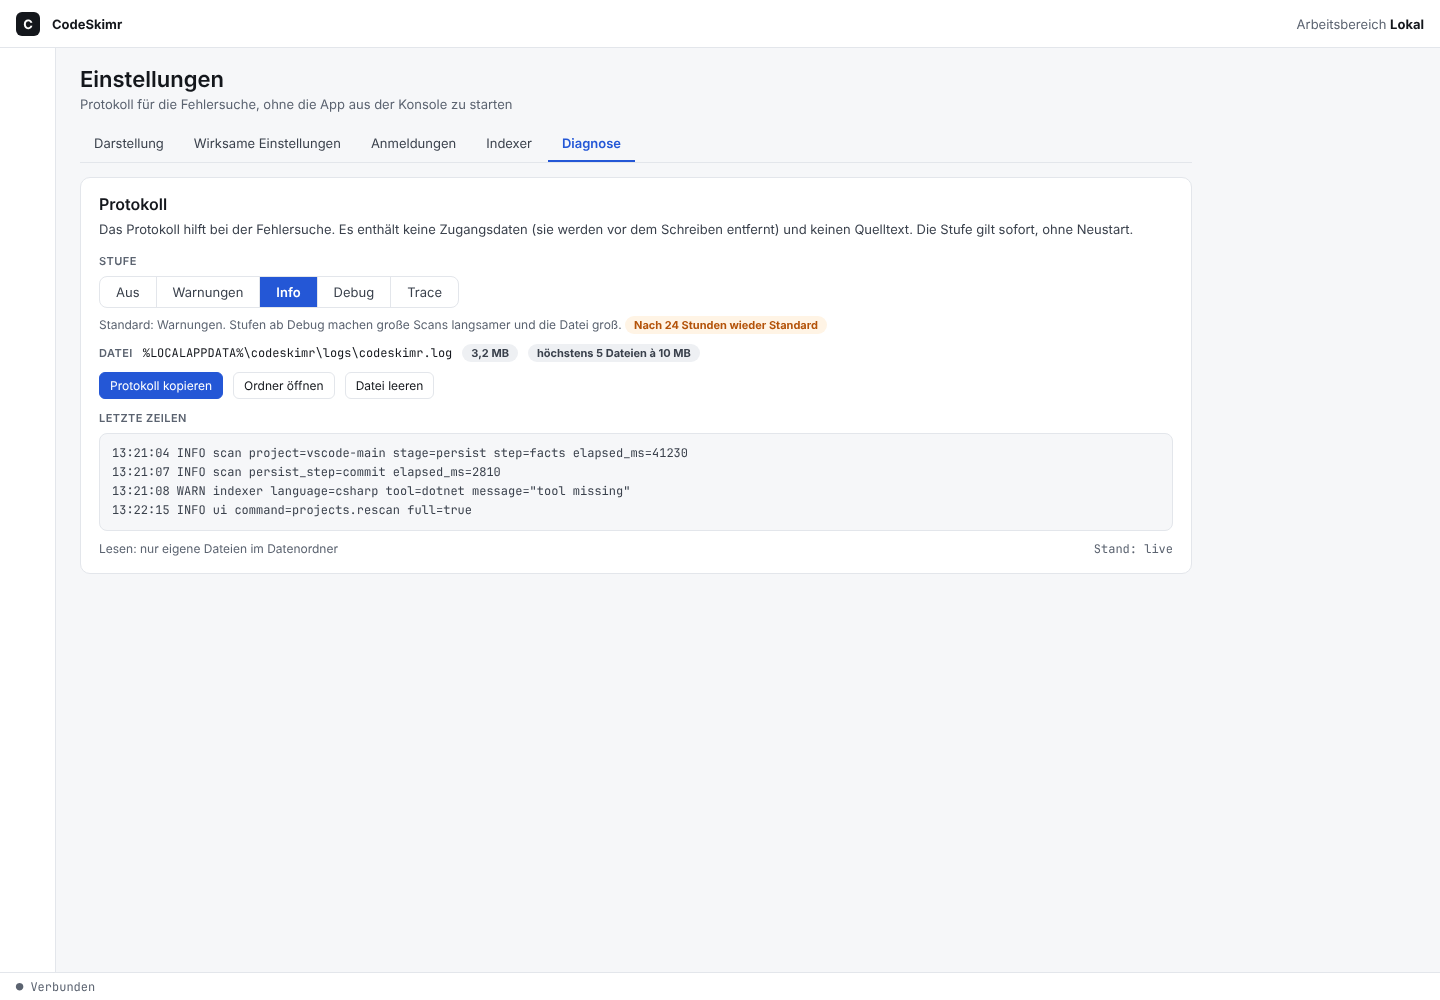 C CodeSkimr Arbeitsbereich Lokal
Einstellungen
Protokoll für die Fehlersuche, ohne die App aus der Konsole zu starten
Darstellung Wirksame Einstellungen Anmeldungen Indexer Diagnose
Protokoll
Das Protokoll hilft bei der Fehlersuche. Es enthält keine Zugangsdaten (sie werden vor dem Schreiben entfernt) und keinen Quelltext. Die Stufe gilt sofort, ohne Neustart.
STUFE
Aus Warnungen Info Debug Trace
Standard: Warnungen. Stufen ab Debug machen große Scans langsamer und die Datei groß. Nach 24 Stunden wieder Standard
DATEI %LOCALAPPDATA%\codeskimr\logs\codeskimr.log 3,2 MB höchstens 5 Dateien à 10 MB
Protokoll kopieren Ordner öffnen Datei leeren
LETZTE ZEILEN
13:21:04 INFO scan project=vscode-main stage=persist step=facts elapsed_ms=41230
13:21:07 INFO scan persist_step=commit elapsed_ms=2810
13:21:08 WARN indexer language=csharp tool=dotnet message="tool missing"
13:22:15 INFO ui command=projects.rescan full=true
Lesen: nur eigene Dateien im Datenordner Stand: live
Verbunden